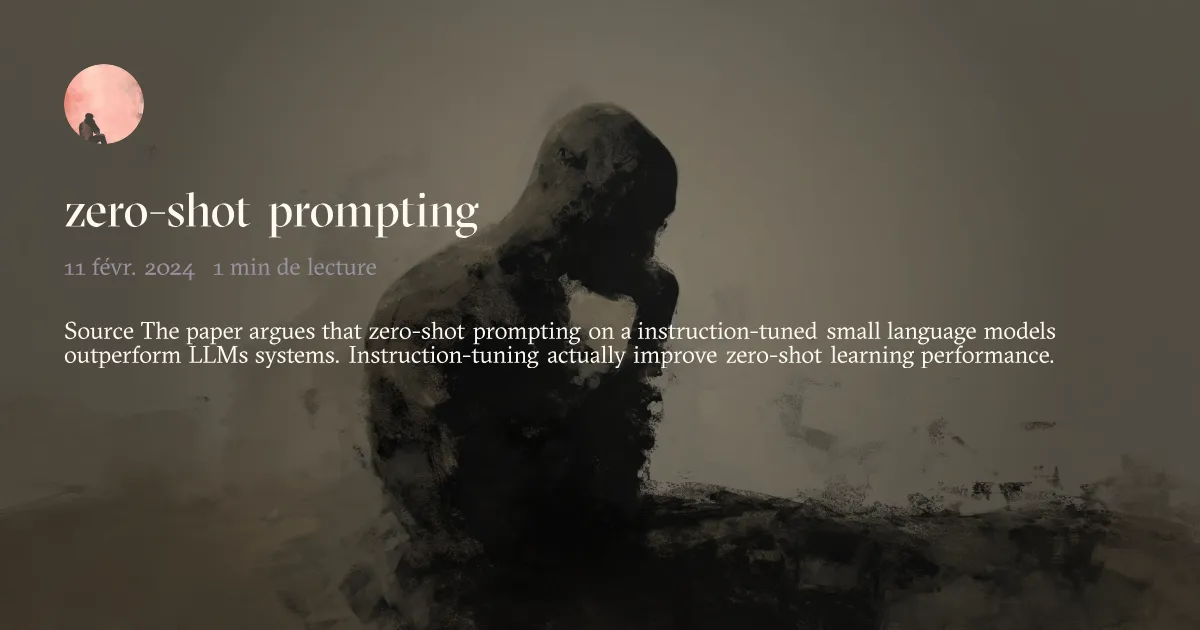 zero-shot prompting
11 févr. 2024 1 min de lecture
Source The paper argues that zero-shot prompting on a instruction-tuned small language models
outperform LLMs systems. Instruction-tuning actually improve zero-shot learning performance.